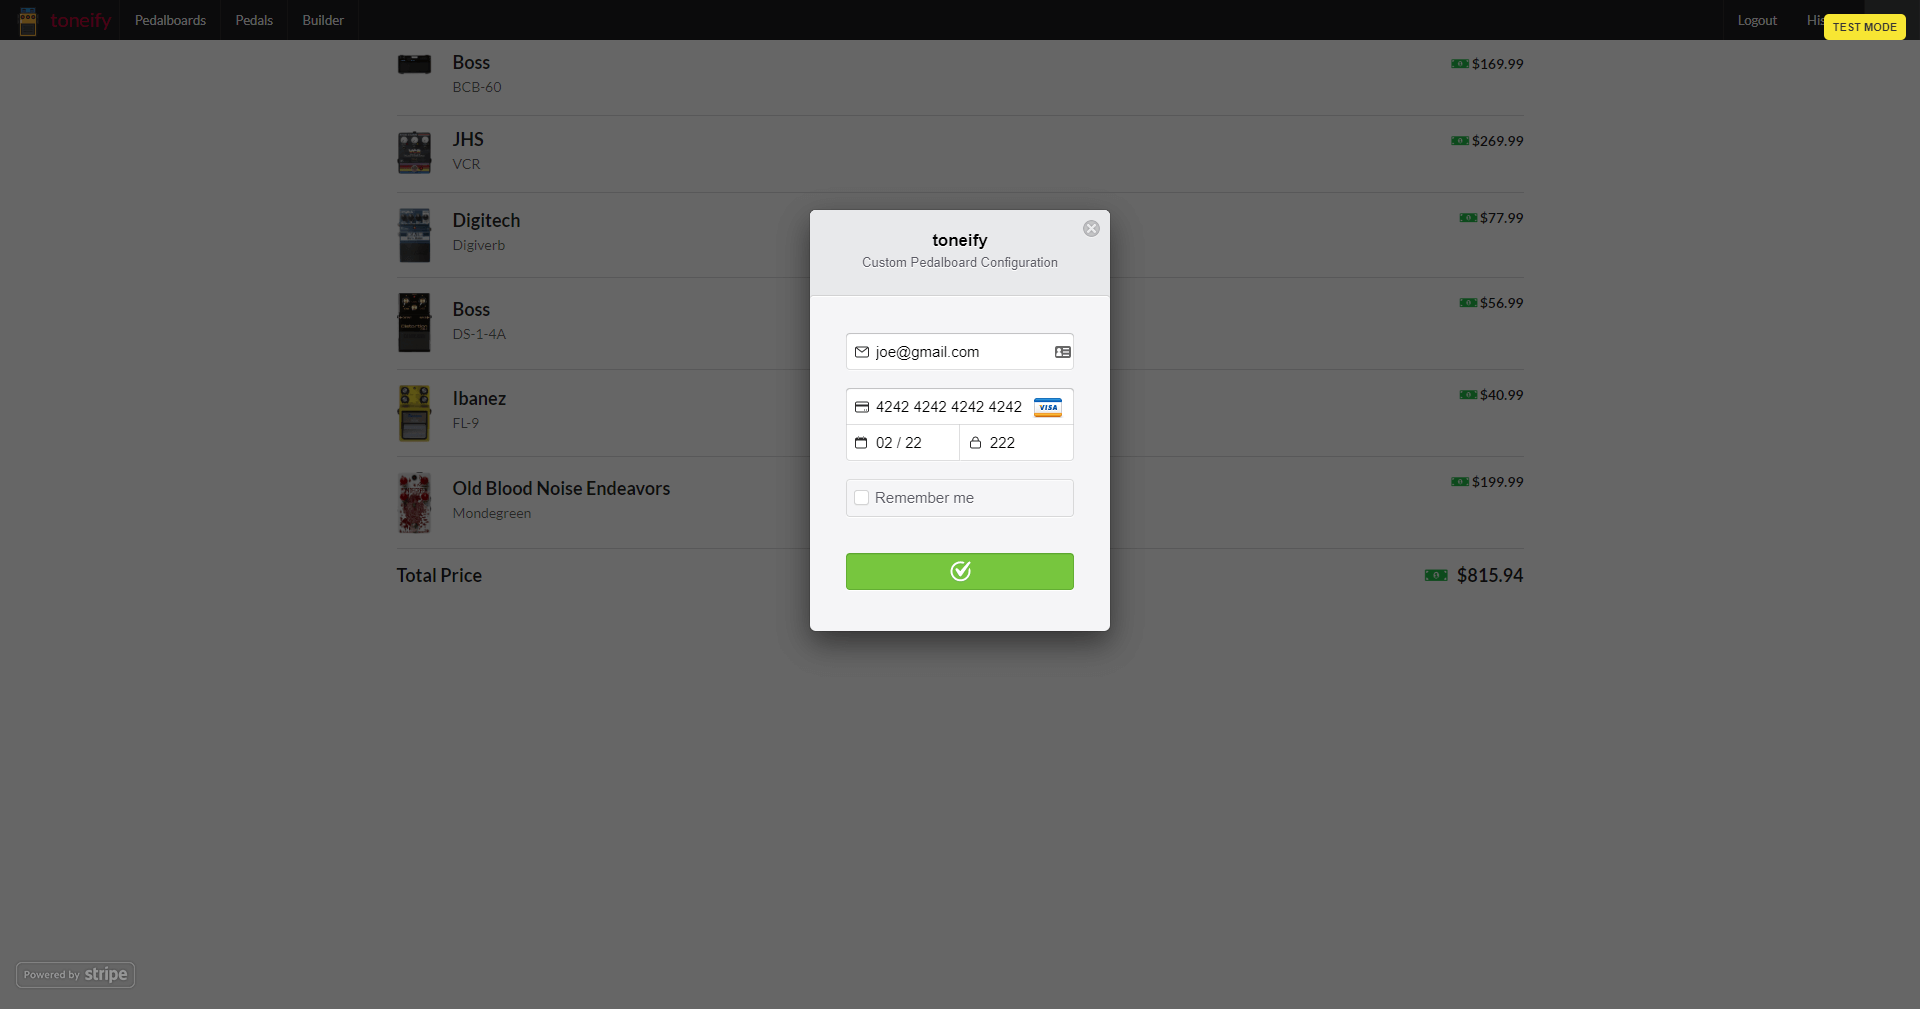 toneify
Pedalboards
Pedals
Builder
Logout
His
TEST MODE
Boss
BCB-60
$169.99
JHS
VCR
$269.99
Digitech
Digiverb
$77.99
Boss
DS-1-4A
$56.99
Ibanez
FL-9
$40.99
Old Blood Noise Endeavors
Mondegreen
$199.99
Total Price
$815.94
toneify
Custom Pedalboard Configuration
joe@gmail.com
4242 4242 4242 4242
VISA
02 / 22
222
Remember me
Powered by stripe